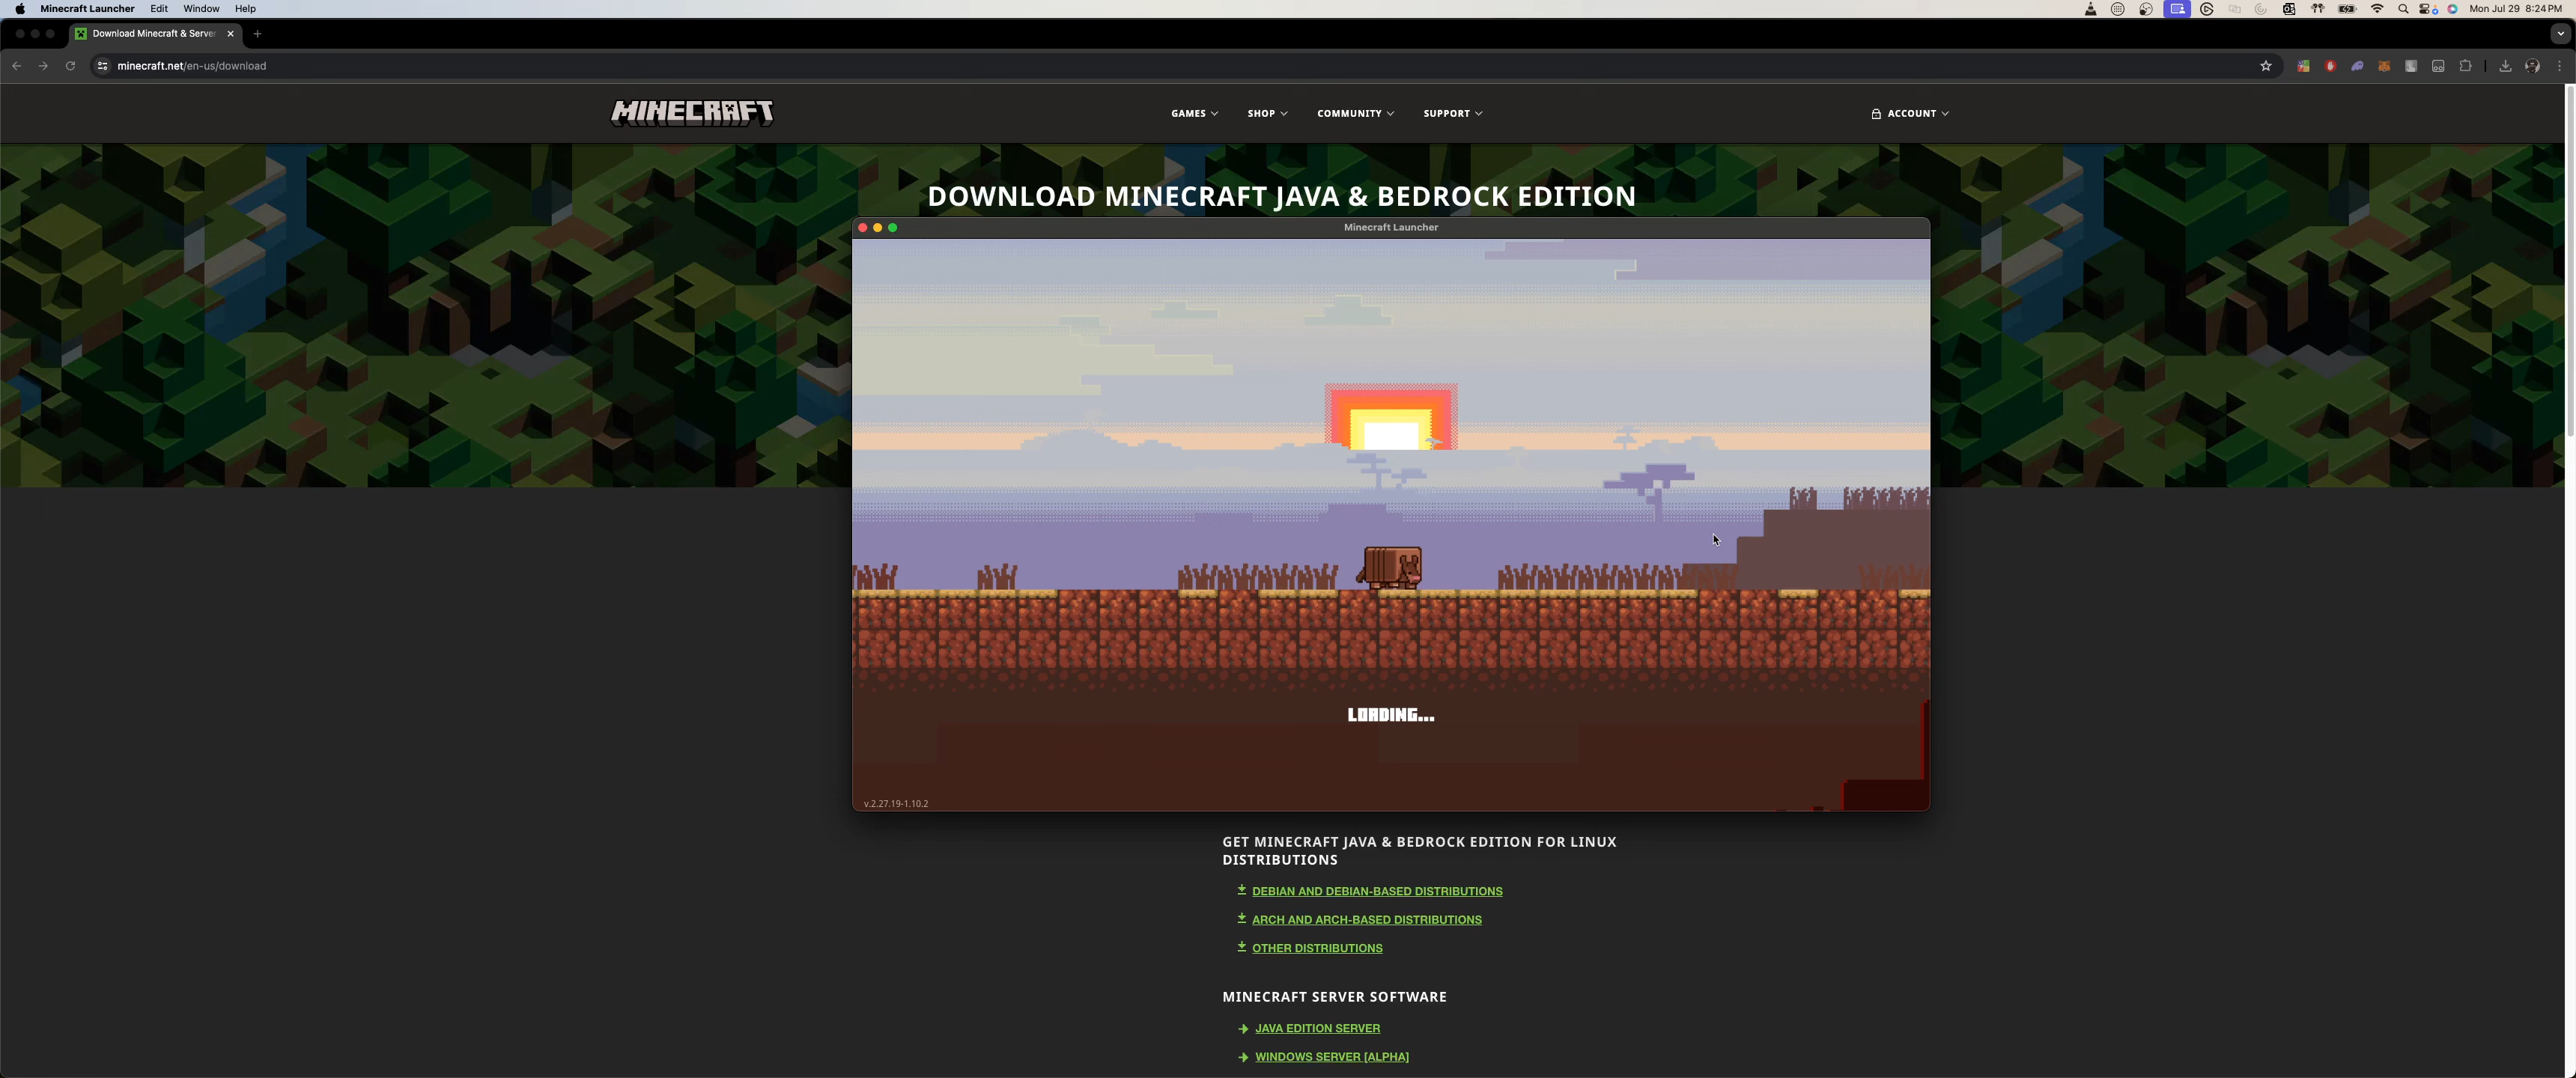 Minecraft Launcher Edit Window Help Mon Jul 29 8:24 PM
Download Minecraft & Server
minecraft.net/en-us/download
MINECRAFT GAMES SHOP COMMUNITY SUPPORT ACCOUNT
DOWNLOAD MINECRAFT JAVA & BEDROCK EDITION
Minecraft Launcher
LOADING...
v.2.27.19-1.10.2
GET MINECRAFT JAVA & BEDROCK EDITION FOR LINUX
DISTRIBUTIONS
DEBIAN AND DEBIAN-BASED DISTRIBUTIONS
ARCH AND ARCH-BASED DISTRIBUTIONS
OTHER DISTRIBUTIONS
MINECRAFT SERVER SOFTWARE
JAVA EDITION SERVER
WINDOWS SERVER [ALPHA]